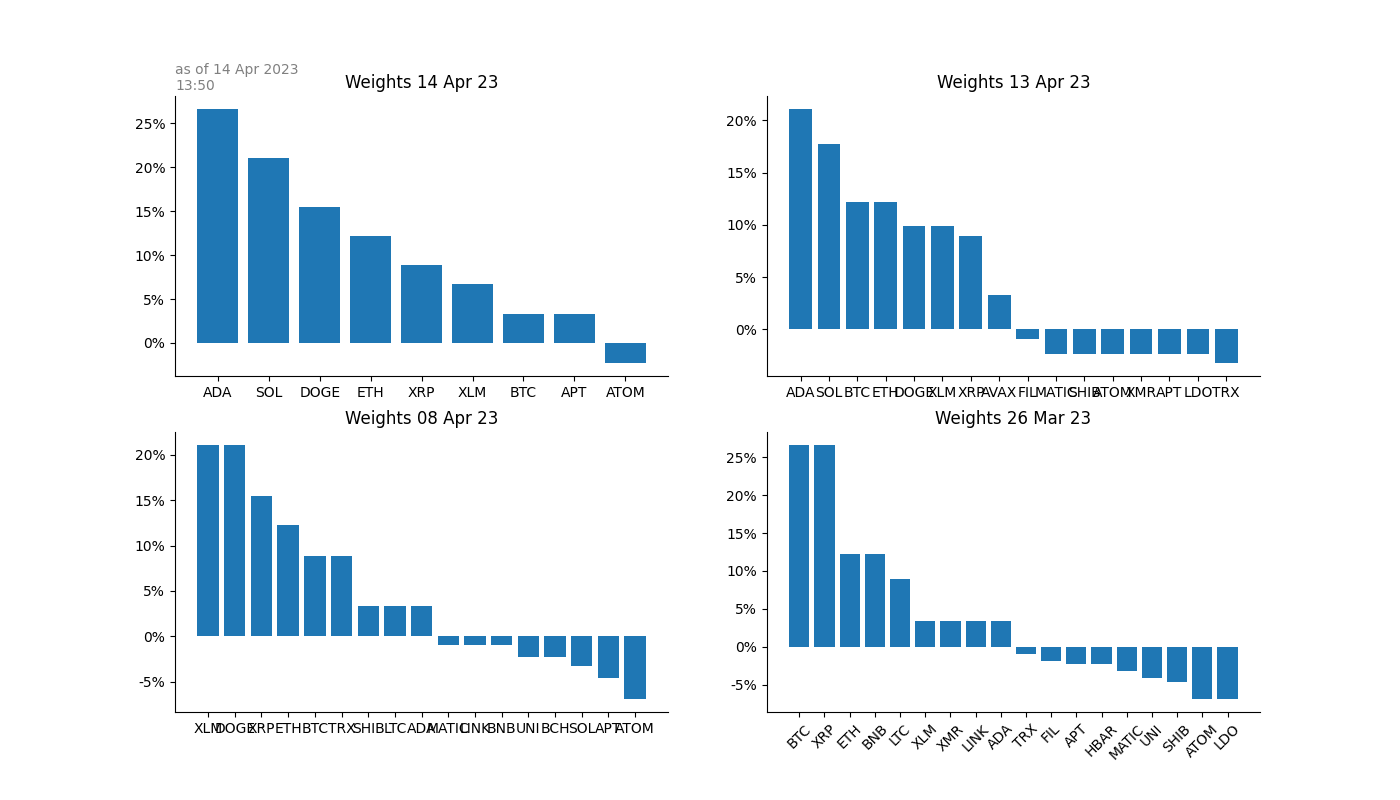 as of 14 Apr 2023
13:50
Weights 14 Apr 23
25%
20%
15%
10%
5%
0%
ADA SOL DOGE ETH XRP XLM BTC APT ATOM
Weights 13 Apr 23
20%
15%
10%
5%
0%
ADA SOL BTC ETH DOGE XLM XRP AVAX FIL MATIC SHIB ATOM XMR APT LDO TRX
Weights 08 Apr 23
20%
15%
10%
5%
0%
-5%
XLM DOGE XRP ETH BTC TRX SHIB LTC ADA MATIC LINK BNB UNI BCH SOL APT ATOM
Weights 26 Mar 23
25%
20%
15%
10%
5%
0%
-5%
BTC XRP ETH BNB LTC XLM XMR LINK ADA TRX FIL APT HBAR MATIC UNI SHIB ATOM LDO